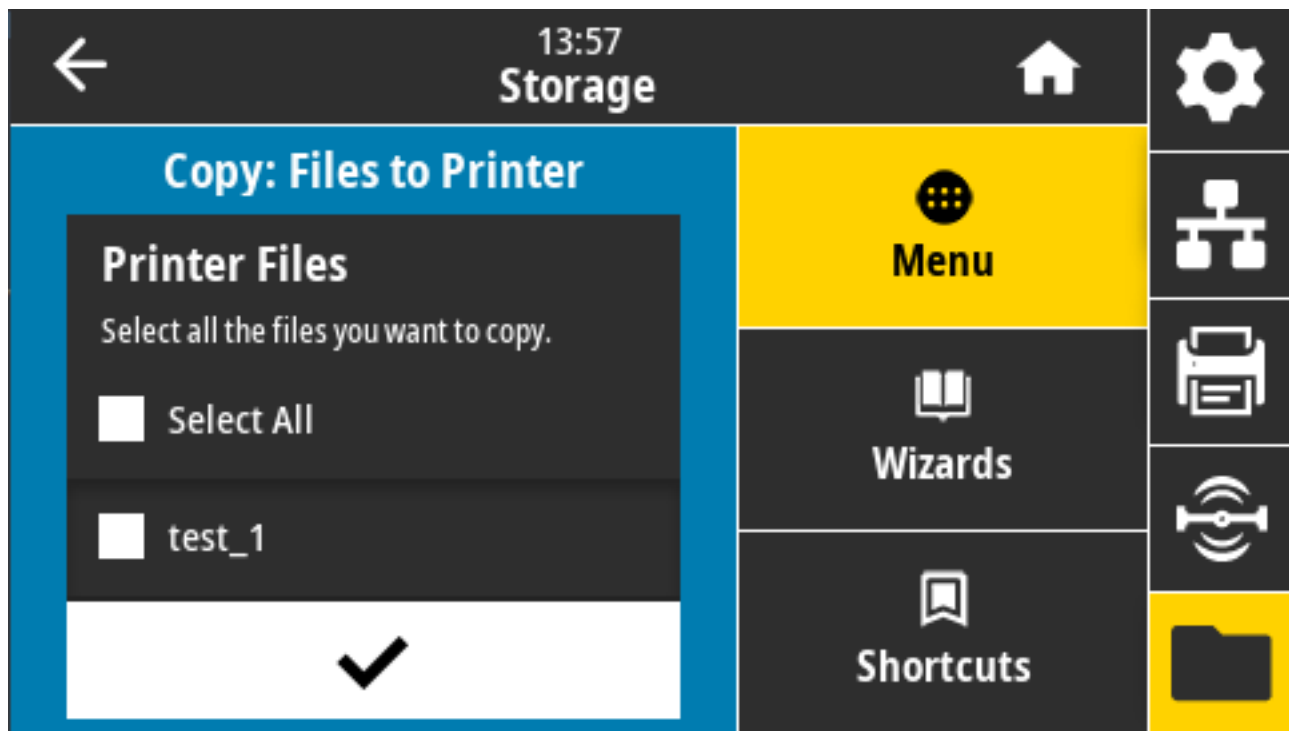 13:57
Storage
Copy: Files to Printer
Printer Files
Select all the files you want to copy.
Select All
test_1
Menu
Wizards
Shortcuts